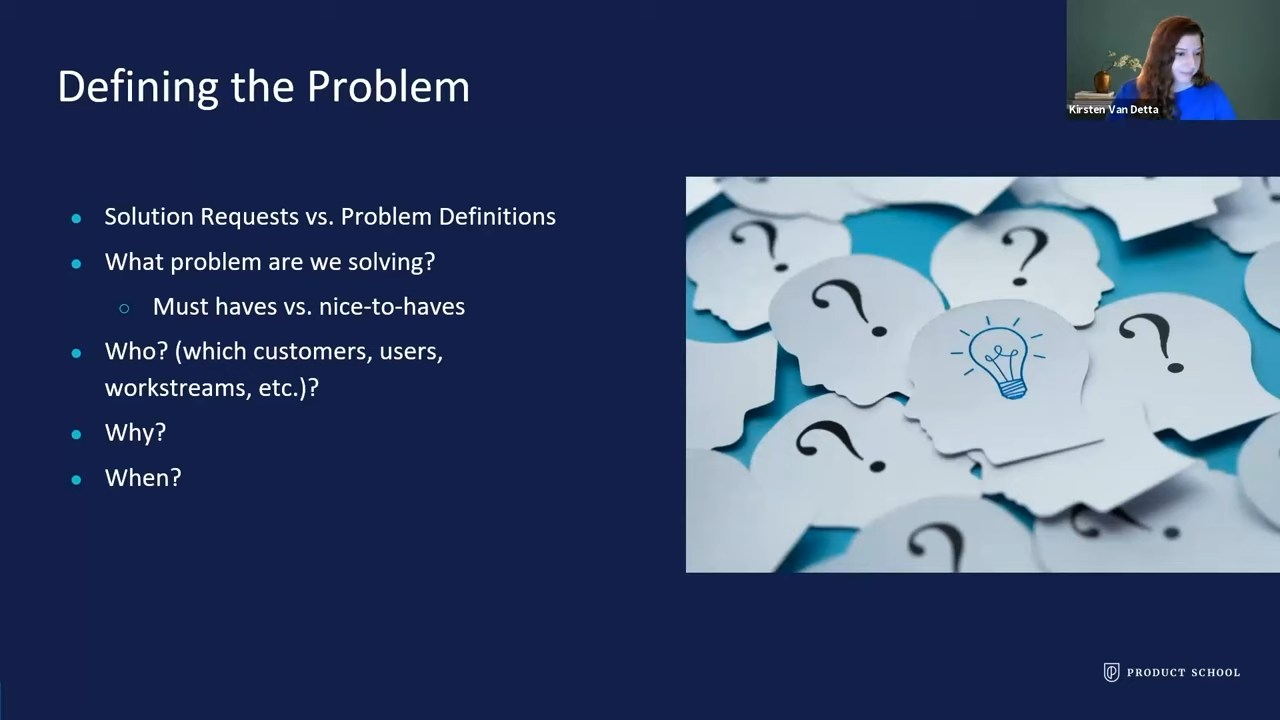 Defining the Problem
Kirsten Van Detta
Solution Requests vs. Problem Definitions
What problem are we solving?
Must haves vs. nice-to-haves
Who? (which customers, users,
workstreams, etc.)?
Why?
When?
?
?
?
?
?
?
?
PRODUCT SCHOOL